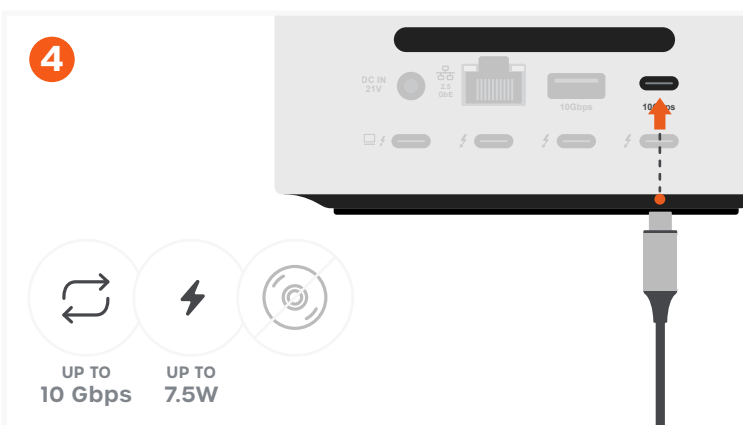 4
DC IN
21V
2.5
GbE
10Gbps
UP TO
10 Gbps
UP TO
7.5W